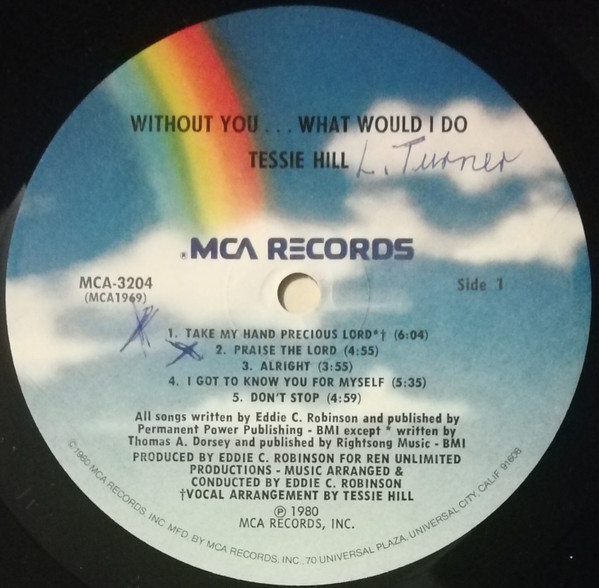 WITHOUT YOU . . . WHAT WOULD I DO
TESSIE HILL L. Turner
®MCA RECORDS
MCA-3204
(MCA1969)
Side 1
1. TAKE MY HAND PRECIOUS LORD*† (6:04)
2. PRAISE THE LORD (4:55)
3. ALRIGHT (3:55)
4. I GOT TO KNOW YOU FOR MYSELF (5:35)
5. DON'T STOP (4:59)
All songs written by Eddie C. Robinson and published by
Permanent Power Publishing - BMI except * written by
Thomas A. Dorsey and published by Rightsong Music - BMI
PRODUCED BY EDDIE C. ROBINSON FOR REN UNLIMITED
PRODUCTIONS - MUSIC ARRANGED &
CONDUCTED BY EDDIE C. ROBINSON
†VOCAL ARRANGEMENT BY TESSIE HILL
℗ 1980
MCA RECORDS, INC.
©1980 MCA RECORDS, INC. MFD. BY MCA RECORDS, INC., 70 UNIVERSAL PLAZA, UNIVERSAL CITY, CALIF. 91608